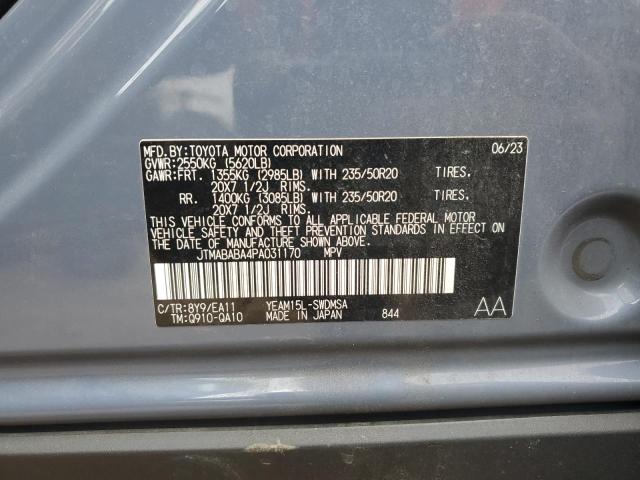 MFD.BY:TOYOTA MOTOR CORPORATION 06/23
GVWR:2550KG (5620LB)
GAWR:FRT. 1355KG (2985LB) WITH 235/50R20 TIRES.
20X7 1/2J RIMS.
RR. 1400KG (3085LB) WITH 235/50R20 TIRES.
20X7 1/2J RIMS.
THIS VEHICLE CONFORMS TO ALL APPLICABLE FEDERAL MOTOR
VEHICLE SAFETY AND THEFT PREVENTION STANDARDS IN EFFECT
ON THE DATE OF MANUFACTURE SHOWN ABOVE.
JTMABABA4PA031170 MPV
C/TR:8Y9/EA11 YEAM15L-SWDMSA
TM:Q910-QA10 MADE IN JAPAN 844 AA